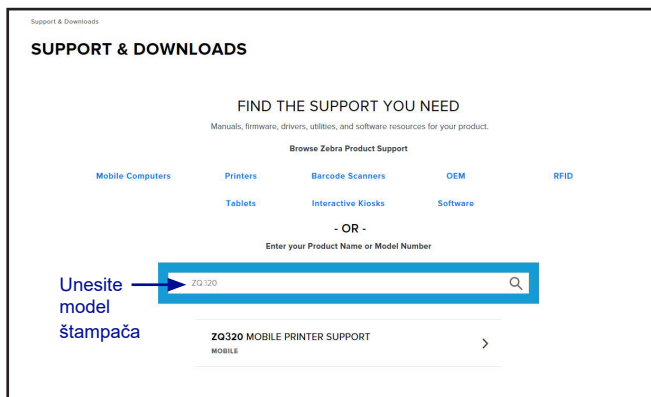 Support & Downloads
SUPPORT & DOWNLOADS
FIND THE SUPPORT YOU NEED
Manuals, firmware, drivers, utilities, and software resources for your product.
Browse Zebra Product Support
Mobile Computers Printers Barcode Scanners OEM RFID
Tablets Interactive Kiosks Software
- OR -
Enter your Product Name or Model Number
Unesite
model
štampača
ZQ320
ZQ320 MOBILE PRINTER SUPPORT
MOBILE